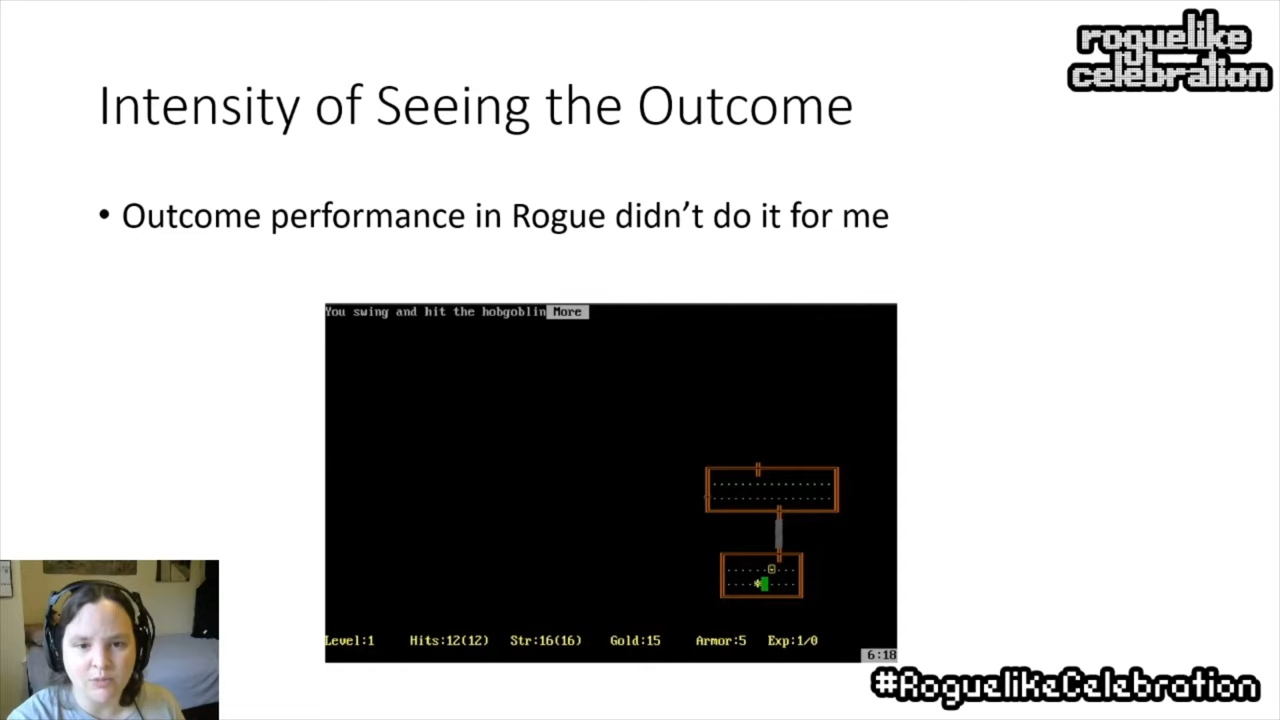 roguelike
celebration
Intensity of Seeing the Outcome
• Outcome performance in Rogue didn't do it for me
You swing and hit the hobgoblin More
Level:1 Hits:12(12) Str:16(16) Gold:15 Armor:5 Exp:1/0
6:18
#RoguelikeCelebration